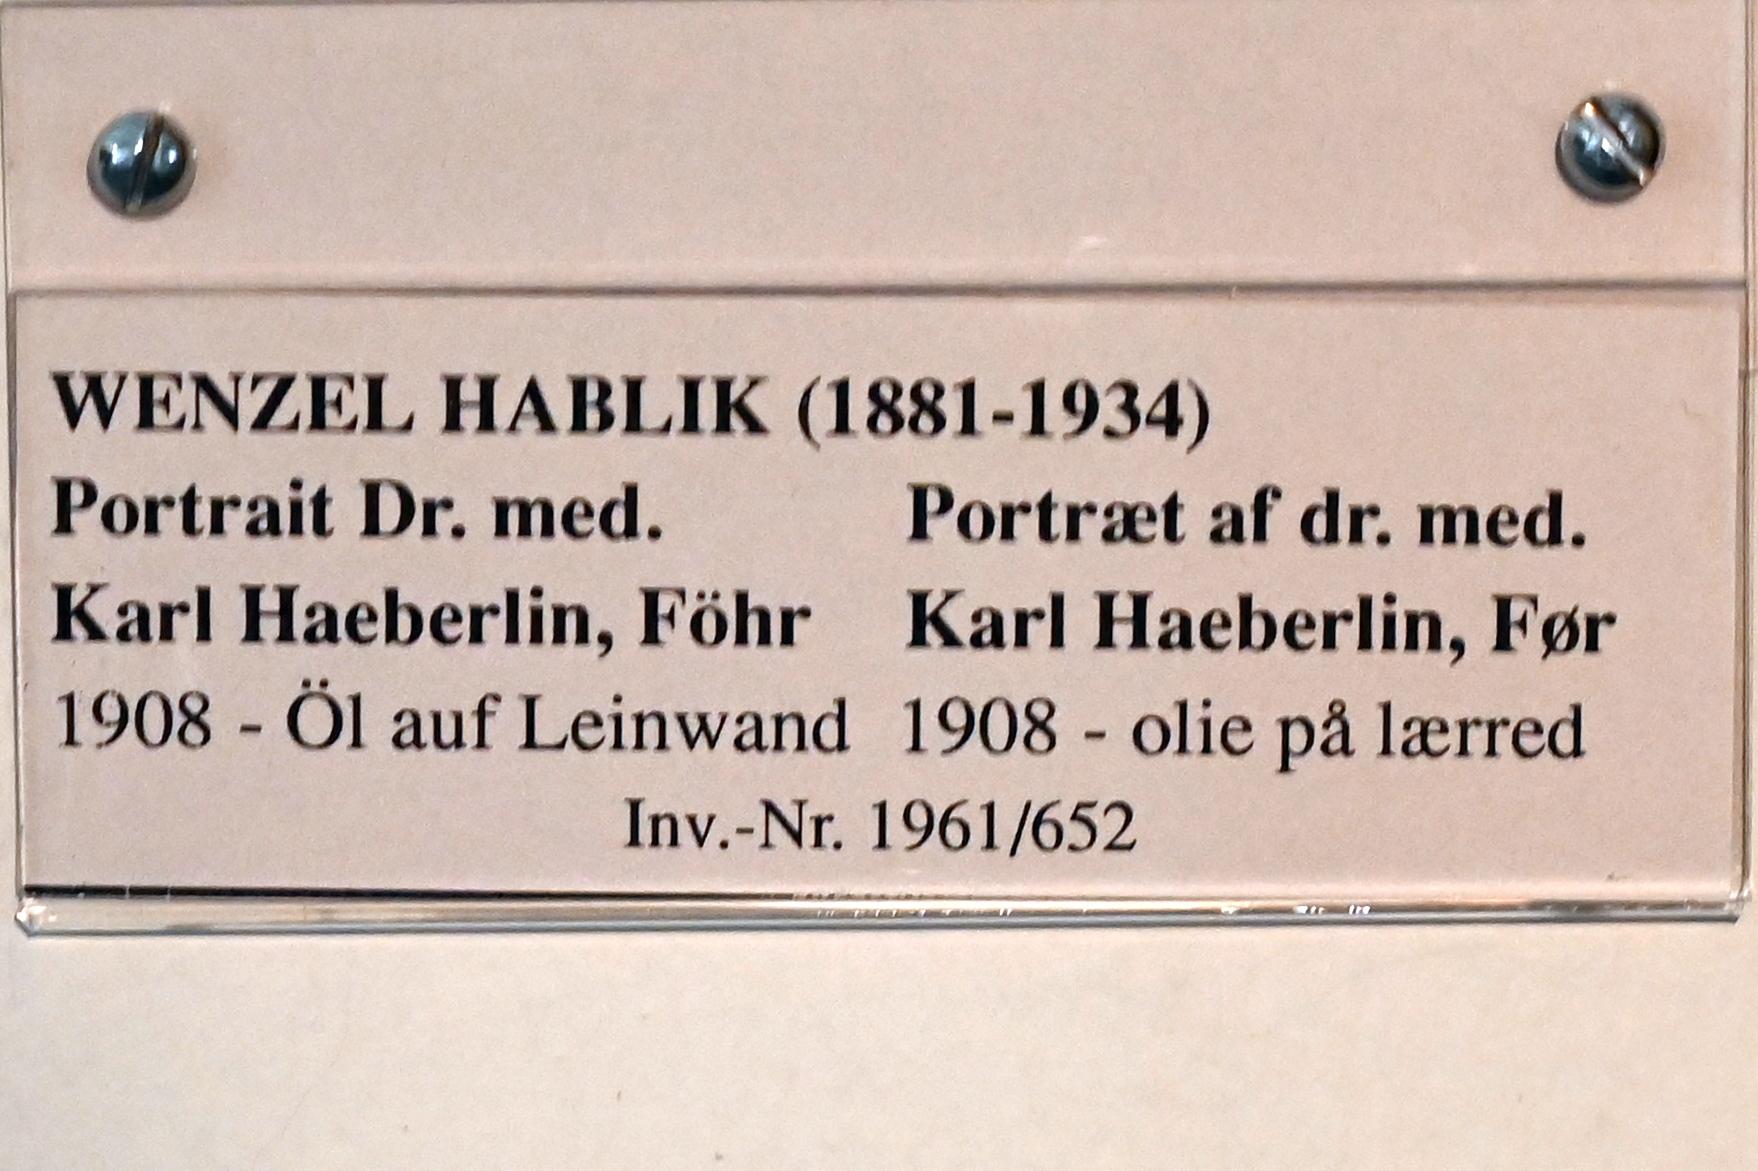 WENZEL HABLIK (1881-1934)
Portrait Dr. med.
Karl Haeberlin, Föhr
1908 - Öl auf Leinwand
Portræt af dr. med.
Karl Haeberlin, Før
1908 - olie på lærred
Inv.-Nr. 1961/652